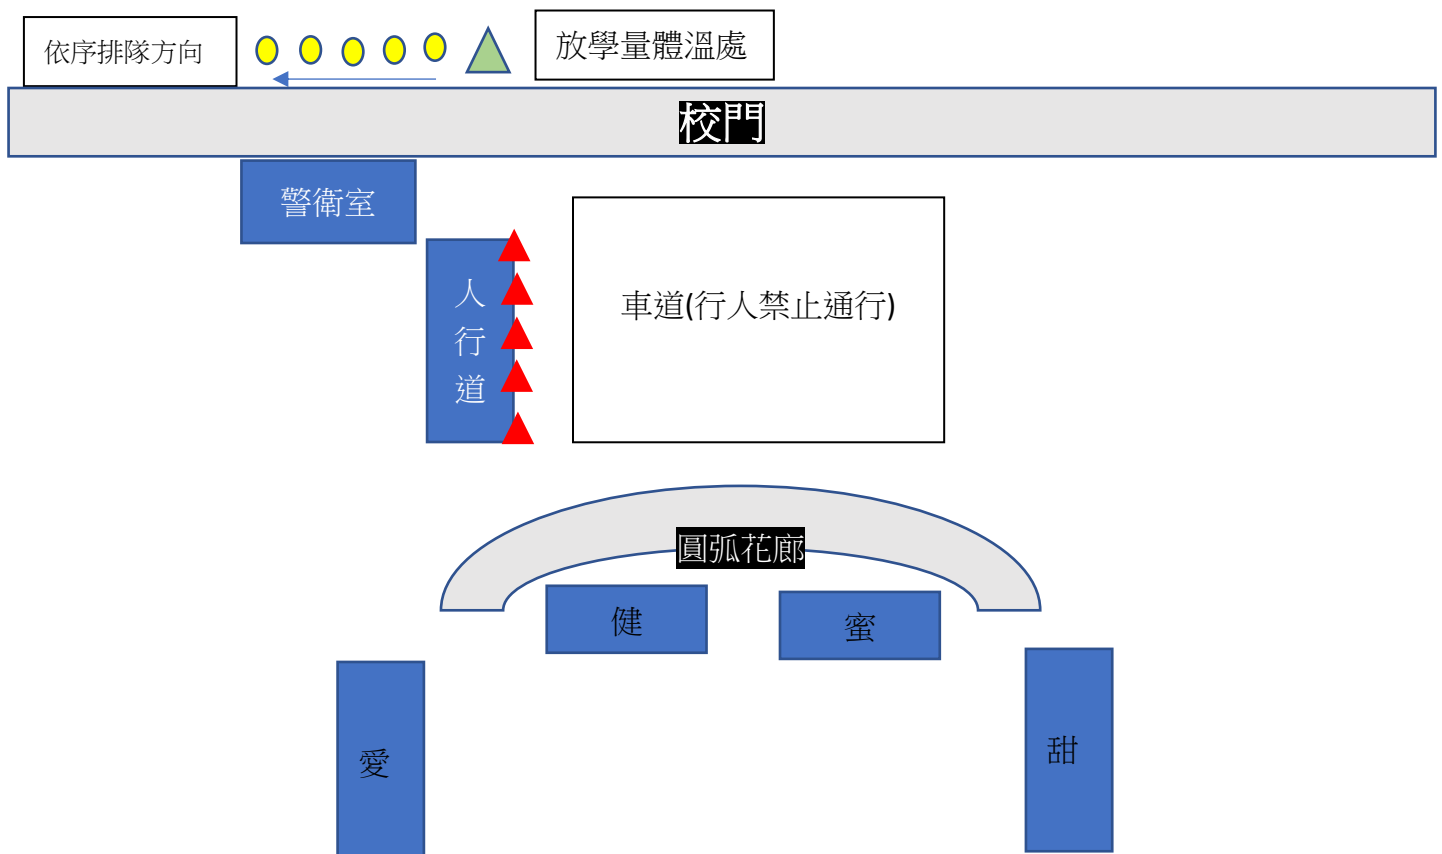 依序排隊方向
放學量體溫處
校門
警衛室
人
行
道
車道(行人禁止通行)
圓弧花廊
健
蜜
愛
甜